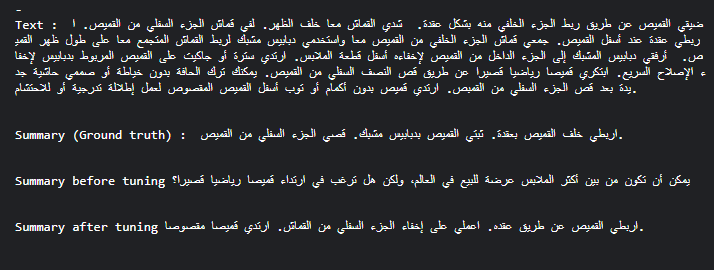 -
Text : ضيقي القميص عن طريق ربط الجزء الخلفي منه بشكل عقدة. شدي القماش معا خلف الظهر. لفي قماش الجزء السفلي من القميص. ا
ربطي عقدة عند أسفل القميص. جمعي قماش الجزء الخلفي من القميص معا واستخدمي دبابيس مشبك لربط القماش المتجمع معا على طول ظهر القمي
ص. أرفقي دبابيس المشبك إلى الجزء الداخل من القميص لإخفاءه أسفل قطعة الملابس. ارتدي سترة أو جاكيت على القميص المربوط بدبابيس لإخفا
ء الإصلاح السريع. ابتكري قميصا رياضيا قصيرا عن طريق قص النصف السفلي من القميص. يمكنك ترك الحافة بدون خياطة أو صممي حاشية جد
يدة بعد قص الجزء السفلي من القميص. ارتدي قميص بدون أكمام أو توب أسفل القميص المقصوص لعمل إطلالة تدرجية أو للاحتشام.
Summary (Ground truth) : اربطي خلف القميص بعقدة. ثبتي القميص بدبابيس مشبك. قصي الجزء السفلي من القميص.
Summary before tuning يمكن أن تكون من بين أكثر الملابس عرضة للبيع في العالم، ولكن هل ترغب في ارتداء قميصا رياضيا قصيرا؟
Summary after tuning اربطي القميص عن طريق عقده. اعملي على إخفاء الجزء السفلي من القماش. ارتدي قميصا مقصوصا.